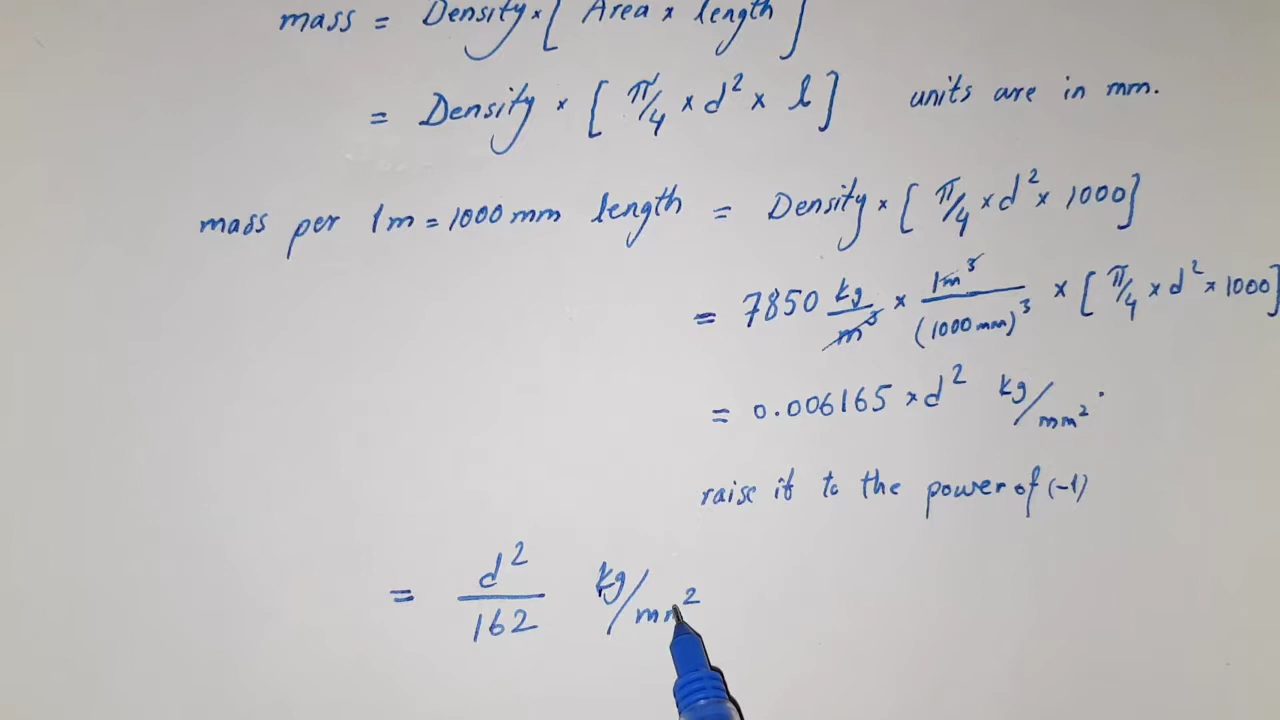 mass = Density × [ Area × length ]
= Density × [ π/4 × d² × l ] units are in mm.
mass per 1m = 1000 mm length = Density × [ π/4 × d² × 1000 ]
= 7850 kg/m³ × 1m³/(1000 mm)³ × [ π/4 × d² × 1000 ]
= 0.006165 × d² kg/mm².
raise it to the power of (-1)
= d²/162 kg/mm²